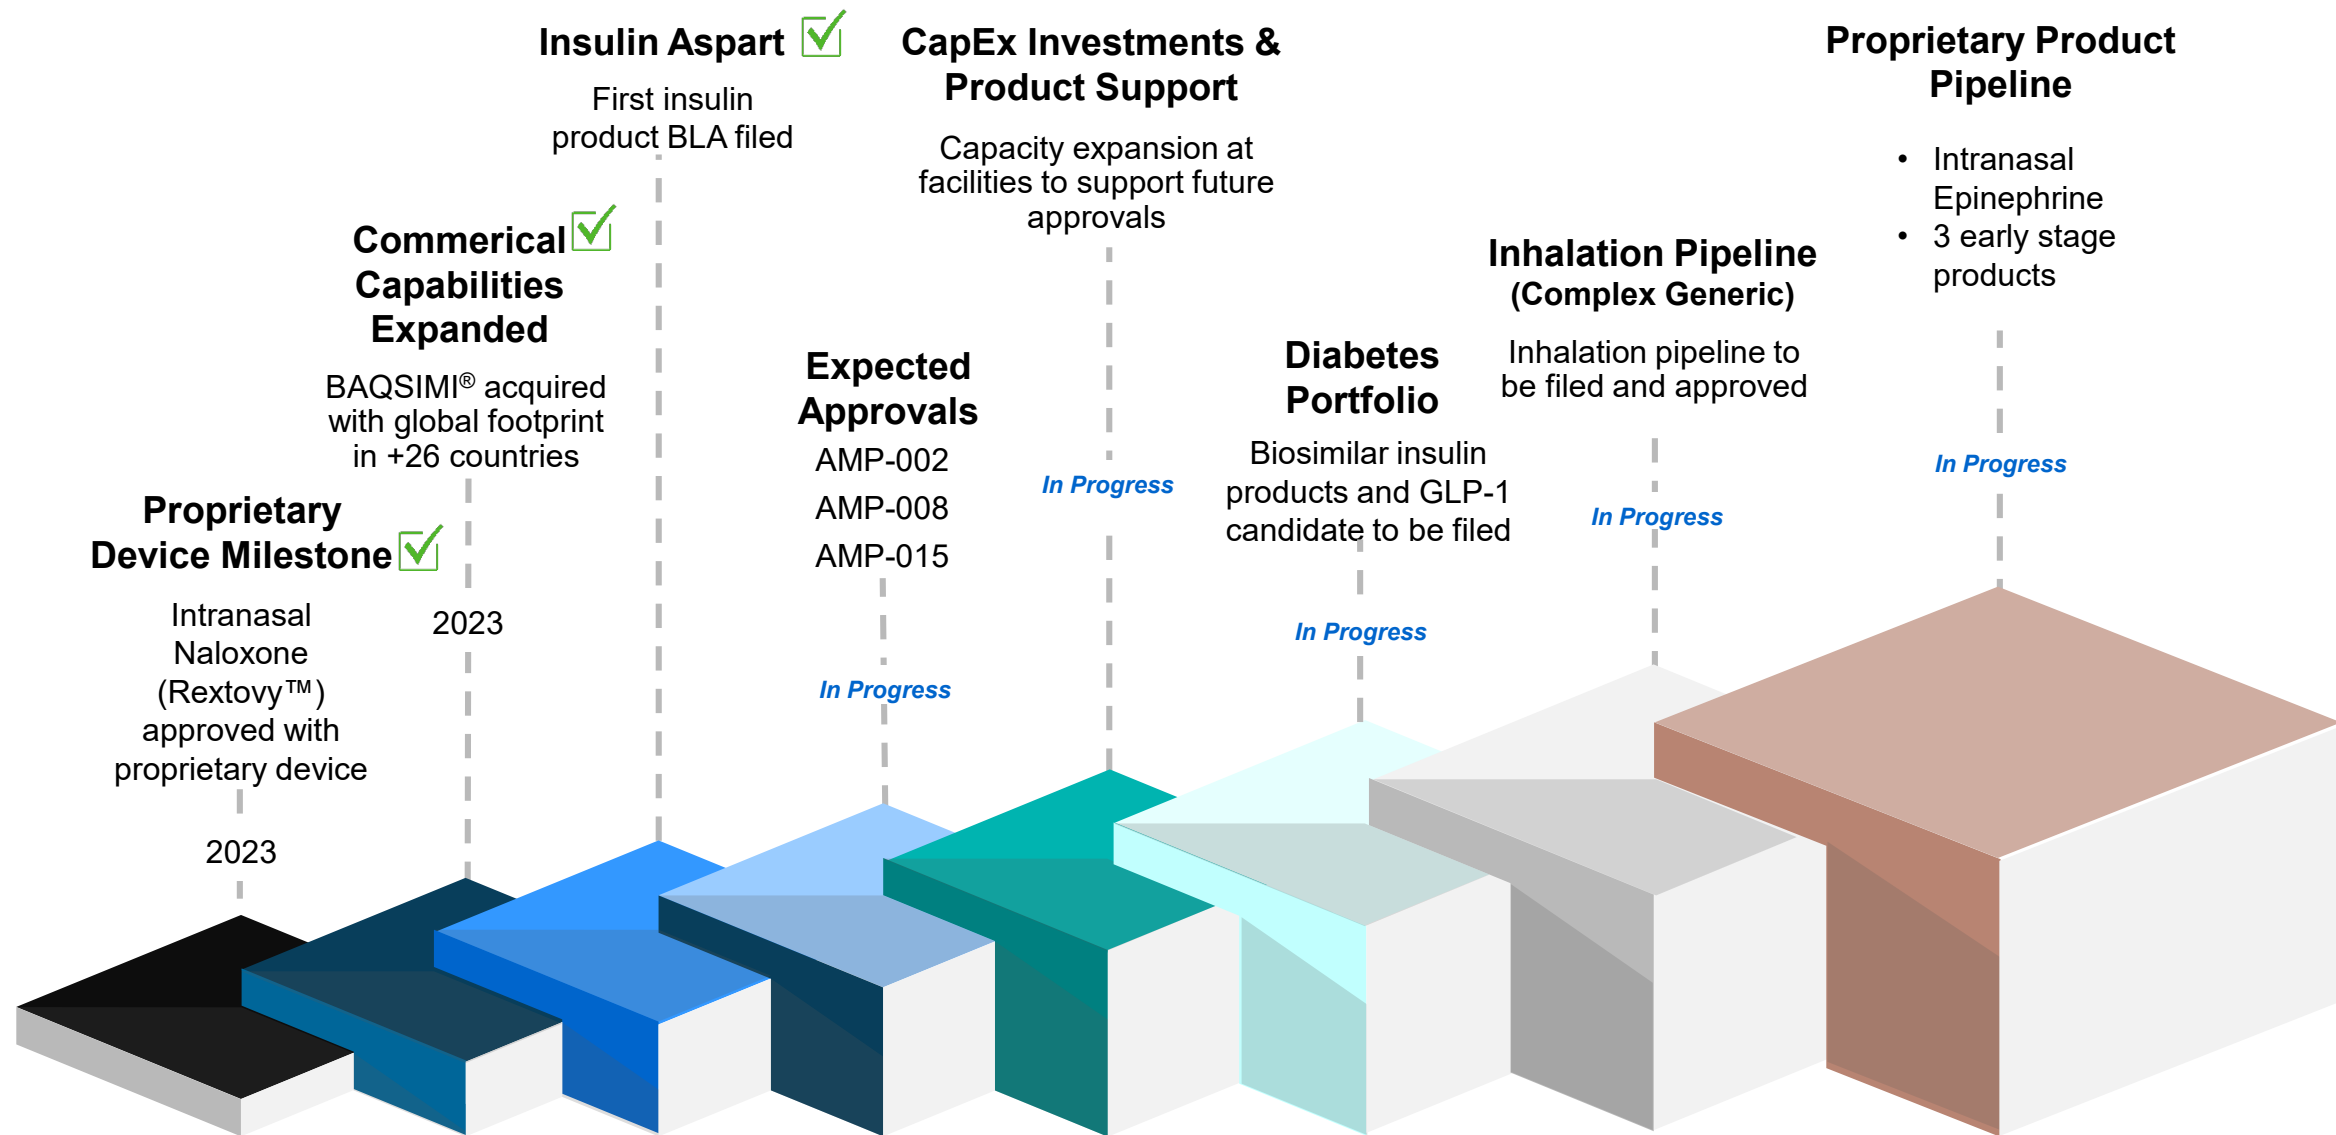 Proprietary
Device Milestone
Intranasal
Naloxone
(Rextovy™)
approved with
proprietary device
2023
Commerical
Capabilities
Expanded
BAQSIMI® acquired
with global footprint
in +26 countries
2023
Insulin Aspart
First insulin
product BLA filed
Expected
Approvals
AMP-002
AMP-008
AMP-015
In Progress
CapEx Investments &
Product Support
Capacity expansion at
facilities to support future
approvals
In Progress
Diabetes
Portfolio
Biosimilar insulin
products and GLP-1
candidate to be filed
In Progress
Inhalation Pipeline
(Complex Generic)
Inhalation pipeline to
be filed and approved
In Progress
Proprietary Product
Pipeline
• Intranasal
Epinephrine
• 3 early stage
products
In Progress